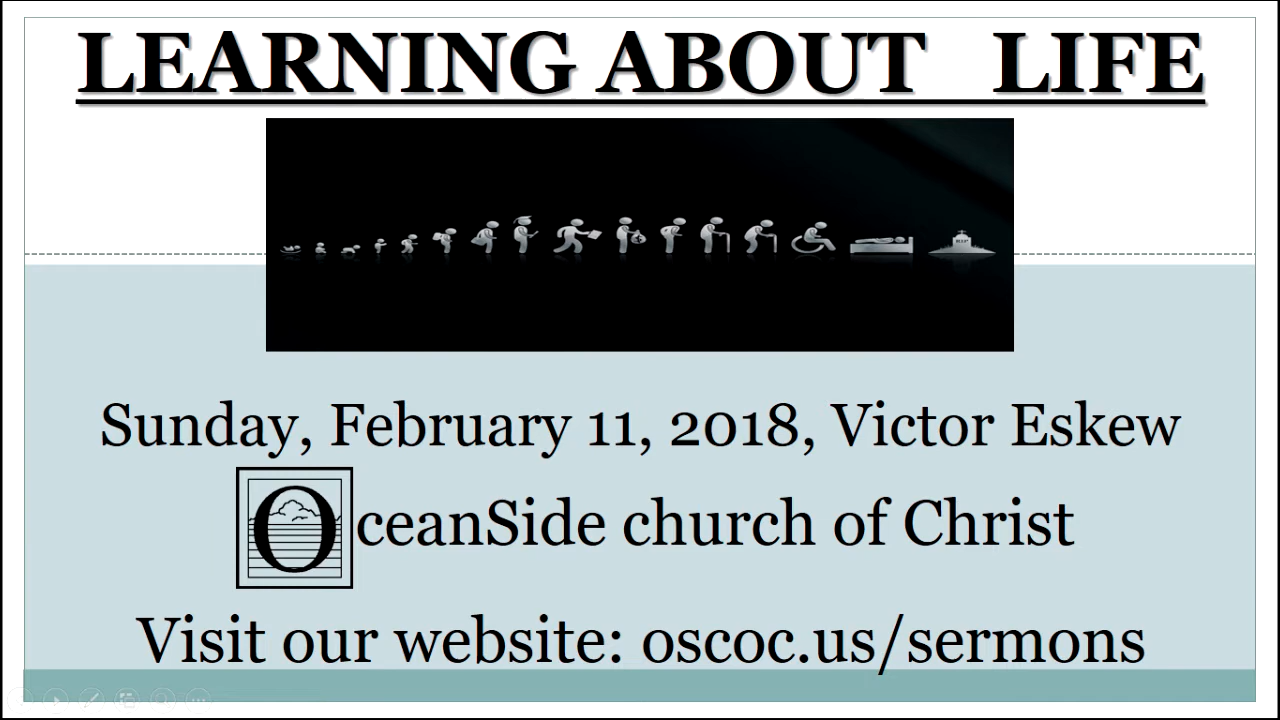 LEARNING ABOUT LIFE
Sunday, February 11, 2018, Victor Eskew
OceanSide church of Christ
Visit our website: oscoc.us/sermons